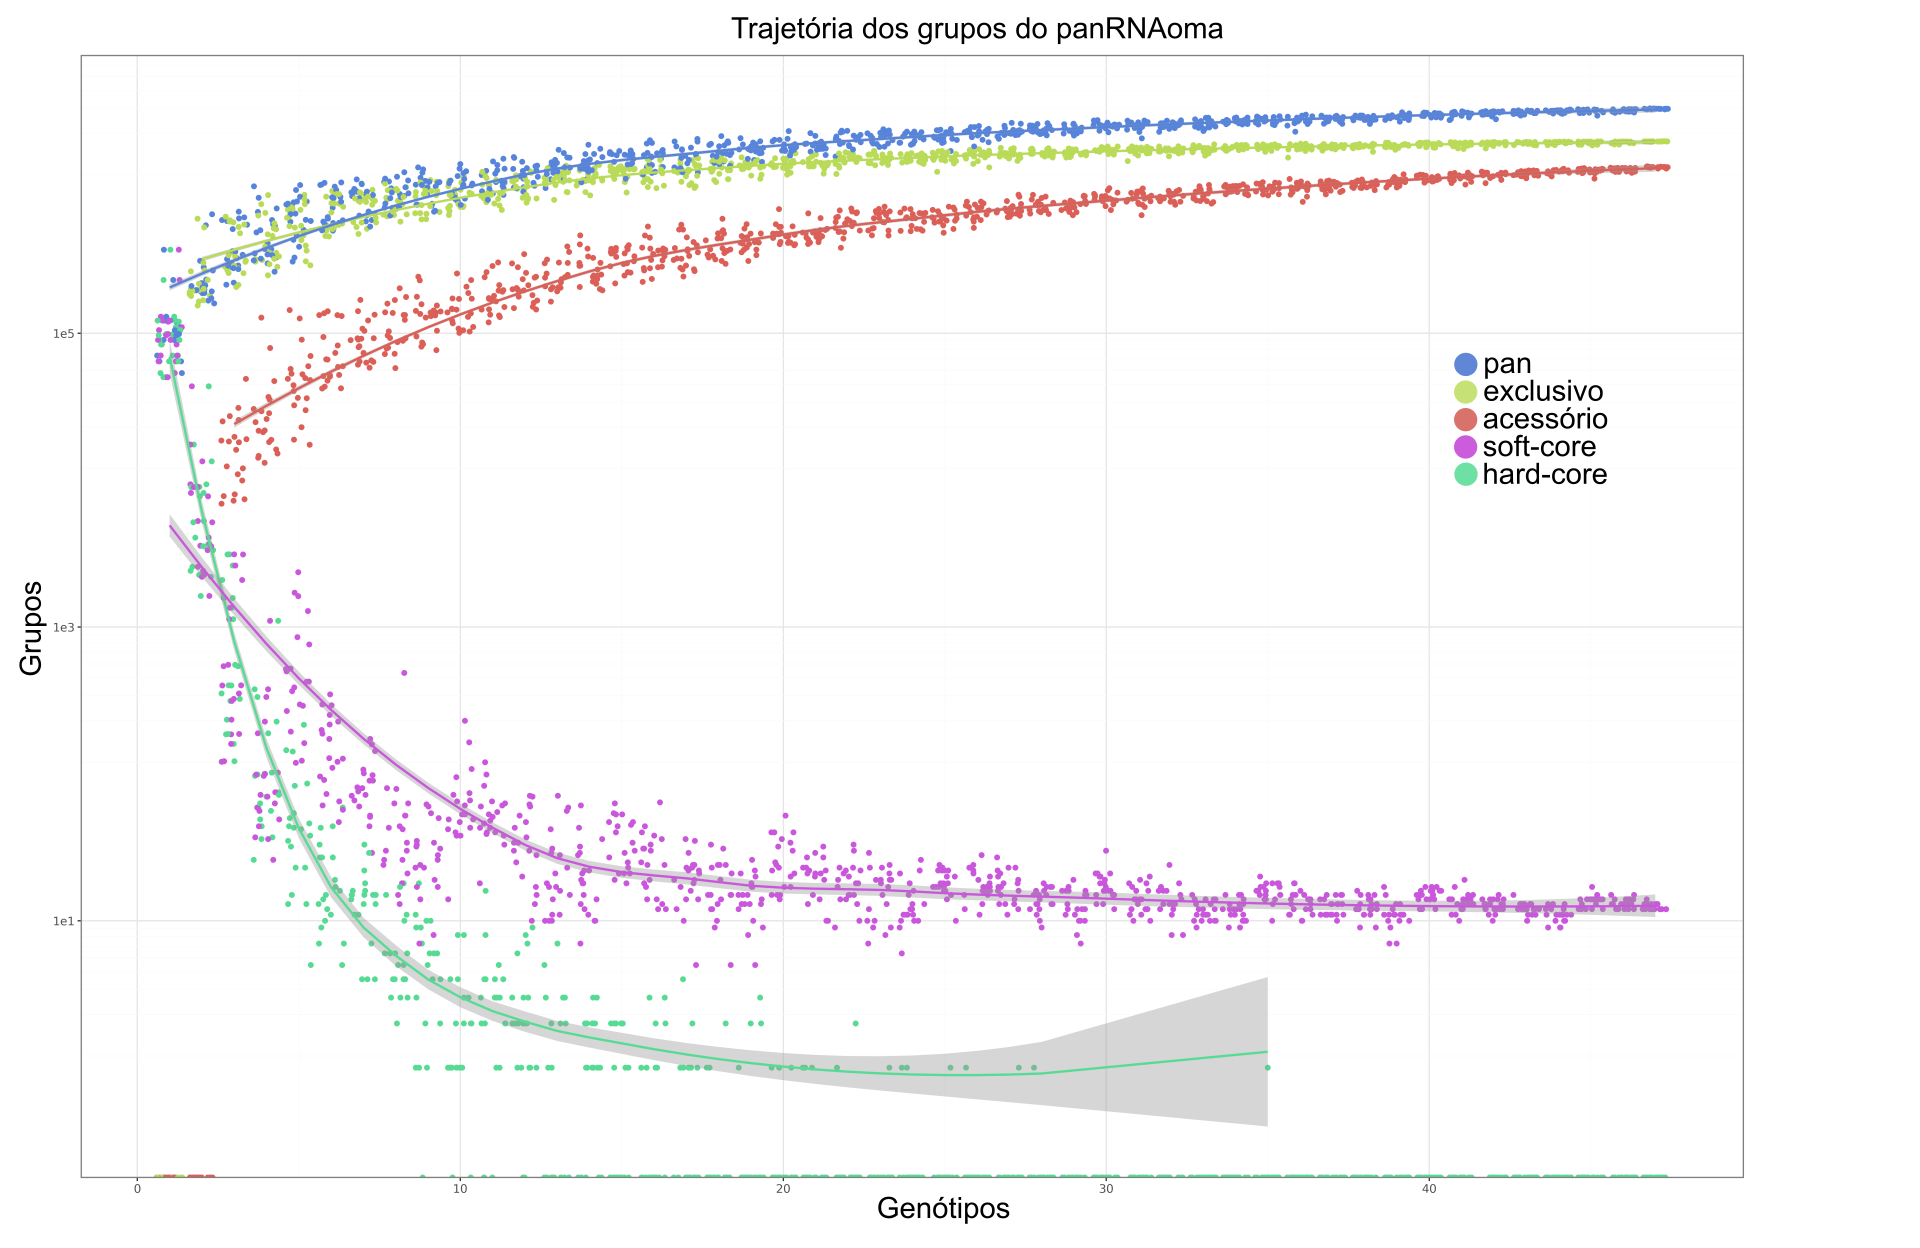 Trajetória dos grupos do panRNAoma
Grupos
1e5
1e3
1e1
pan
exclusivo
acessório
soft-core
hard-core
0 10 20 30 40
Genótipos